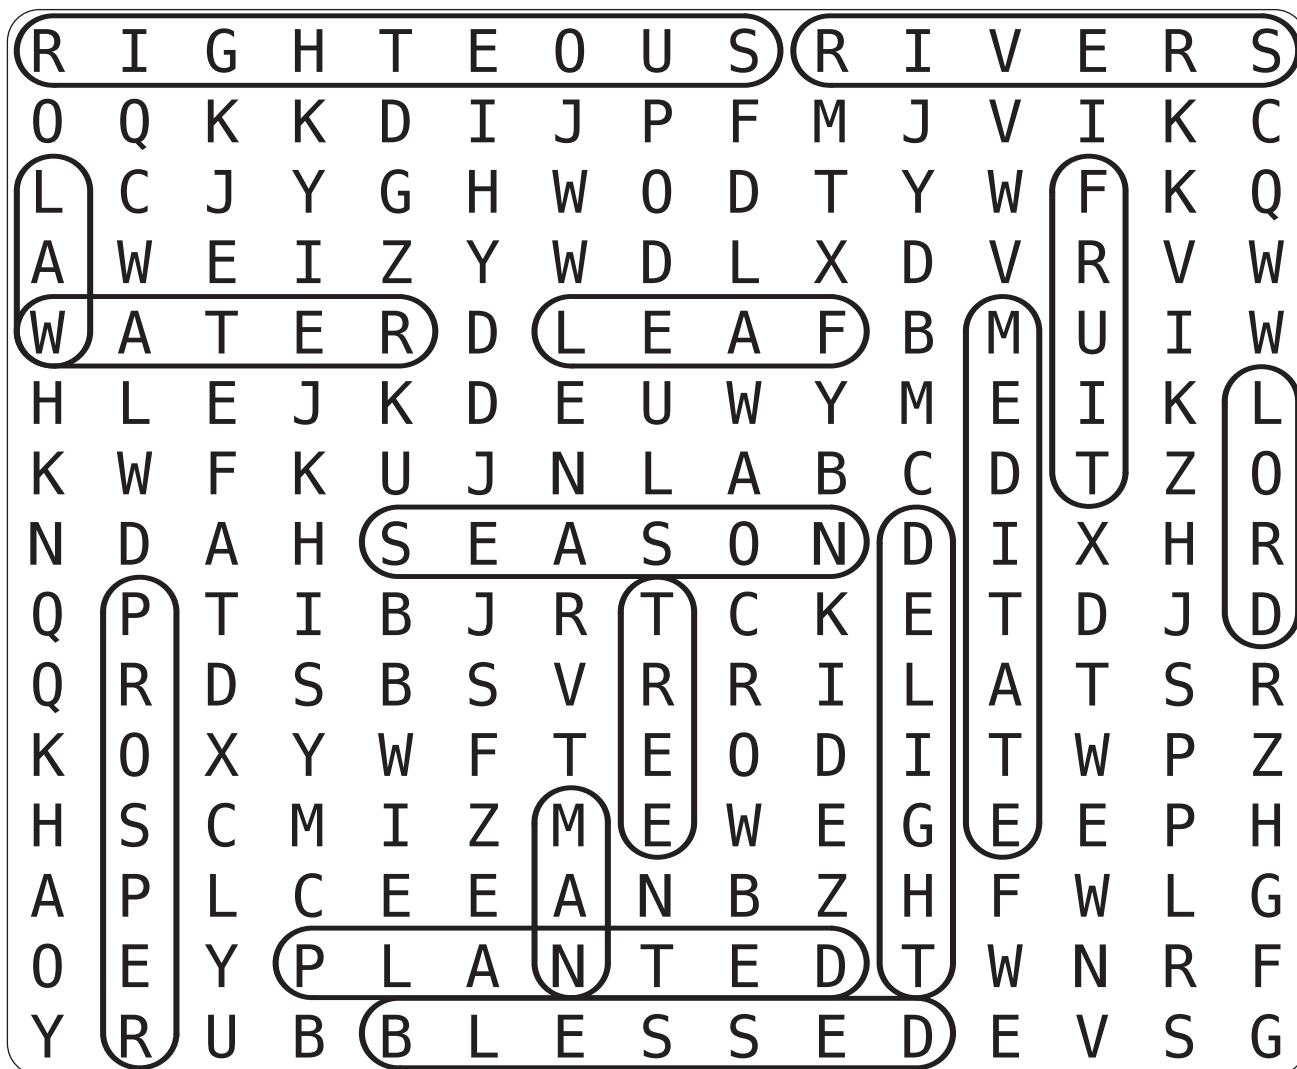 R I G H T E O U S R I V E R S
O Q K K D I J P F M J V I K C
L C J Y G H W O D T Y W F K Q
A W E I Z Y W D L X D V R V W
W A T E R D L E A F B M U I W
H L E J K D E U W Y M E I K L
K W F K U J N L A B C D T Z O
N D A H S E A S O N D I X H R
Q P T I B J R T C K E T D J D
Q R D S B S V R R I L A T S R
K O X Y W F T E O D I T W P Z
H S C M I Z M E W E G E E P H
A P L C E E A N B Z H F W L G
O E Y P L A N T E D T W N R F
Y R U B B L E S S E D E V S G